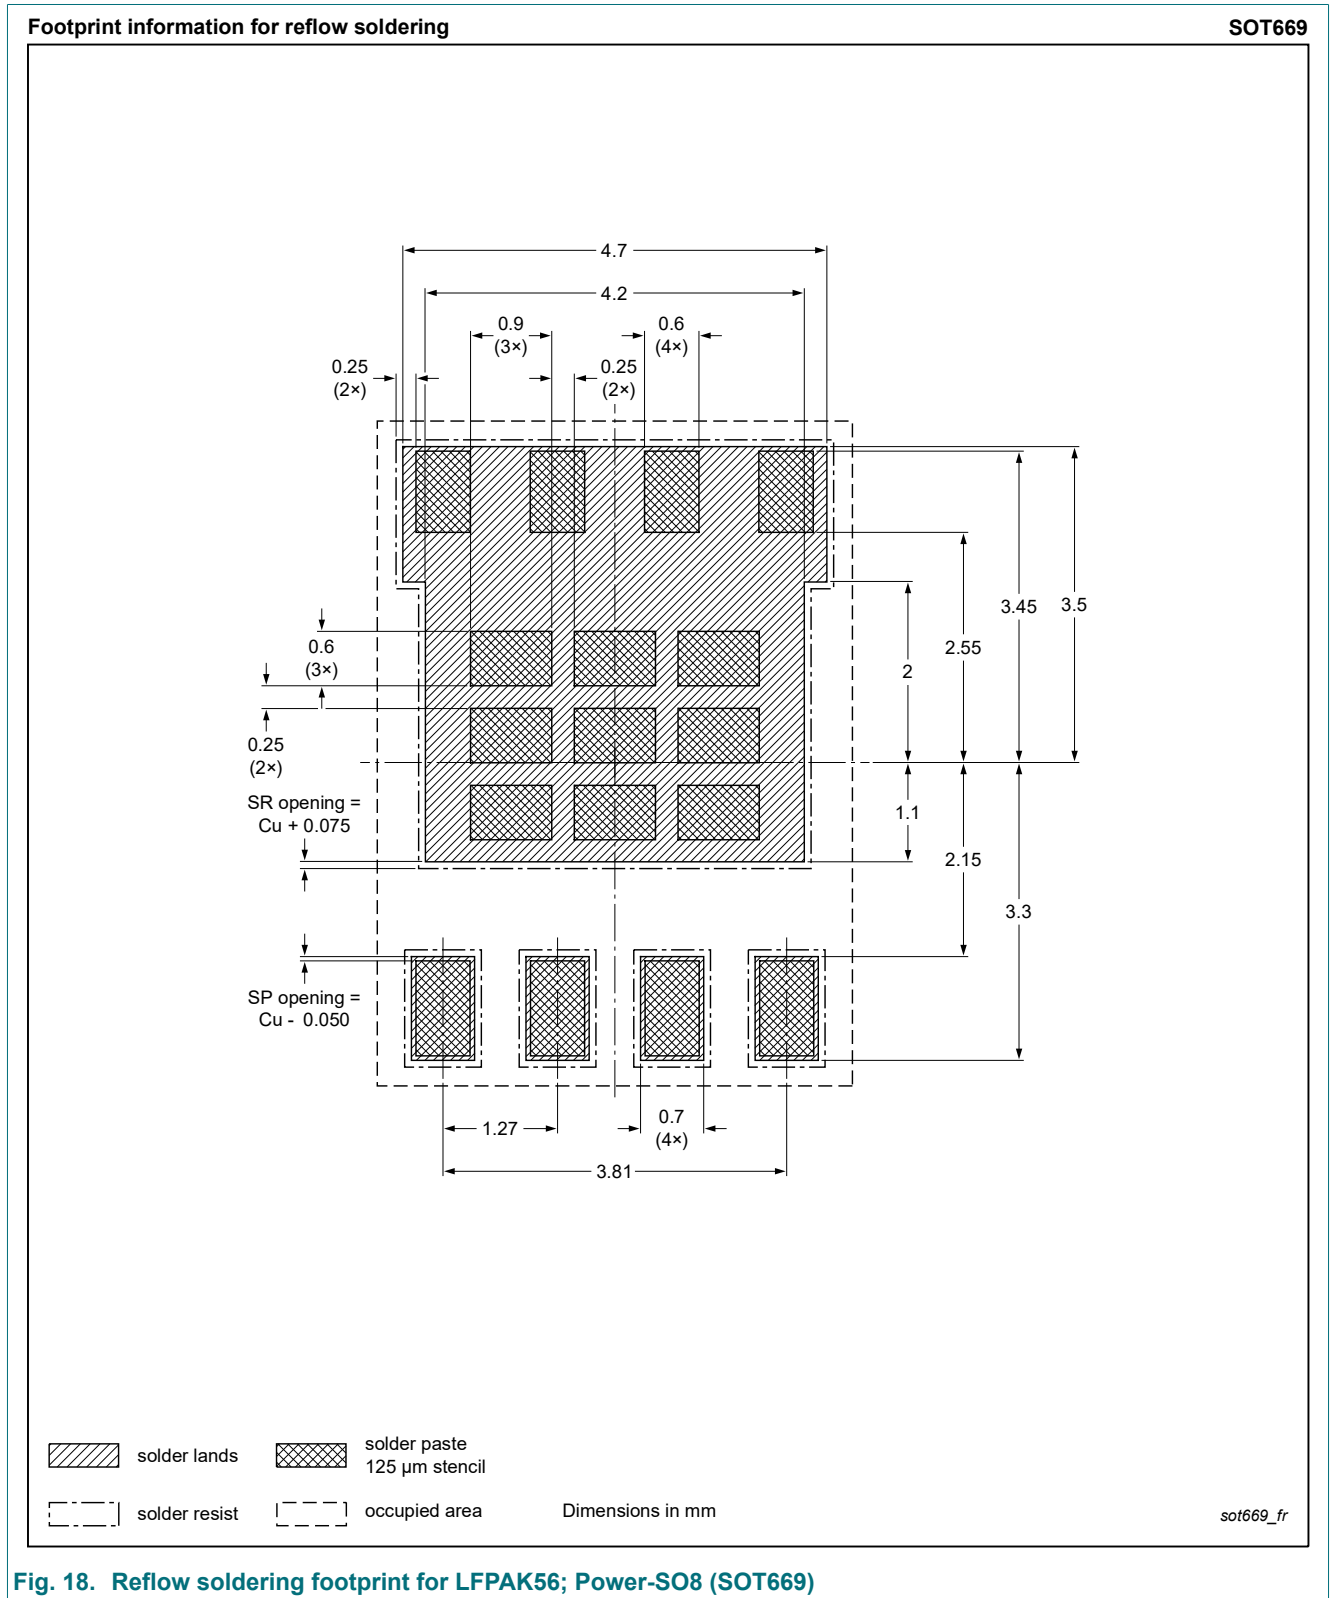 Footprint information for reflow soldering
SOT669
4.7
4.2
0.9
(3×)
0.6
(4×)
0.25
(2×)
0.25
(2×)
3.45
3.5
2.55
2
0.6
(3×)
0.25
(2×)
SR opening =
Cu + 0.075
1.1
2.15
3.3
SP opening =
Cu - 0.050
1.27
0.7
(4×)
3.81
solder lands
solder paste
125 µm stencil
solder resist
occupied area
Dimensions in mm
sot669_fr
Fig. 18. Reflow soldering footprint for LFPAK56; Power-SO8 (SOT669)